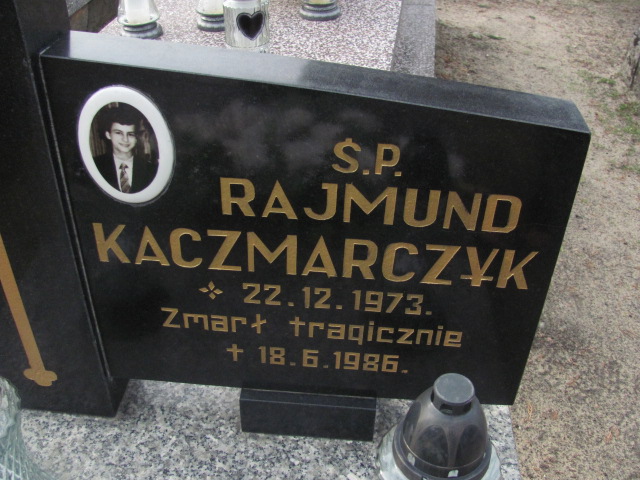 Ś.P.
RAJMUND
KACZMARCZYK
22.12.1973.
Zmarł tragicznie
✝ 18.6.1986.